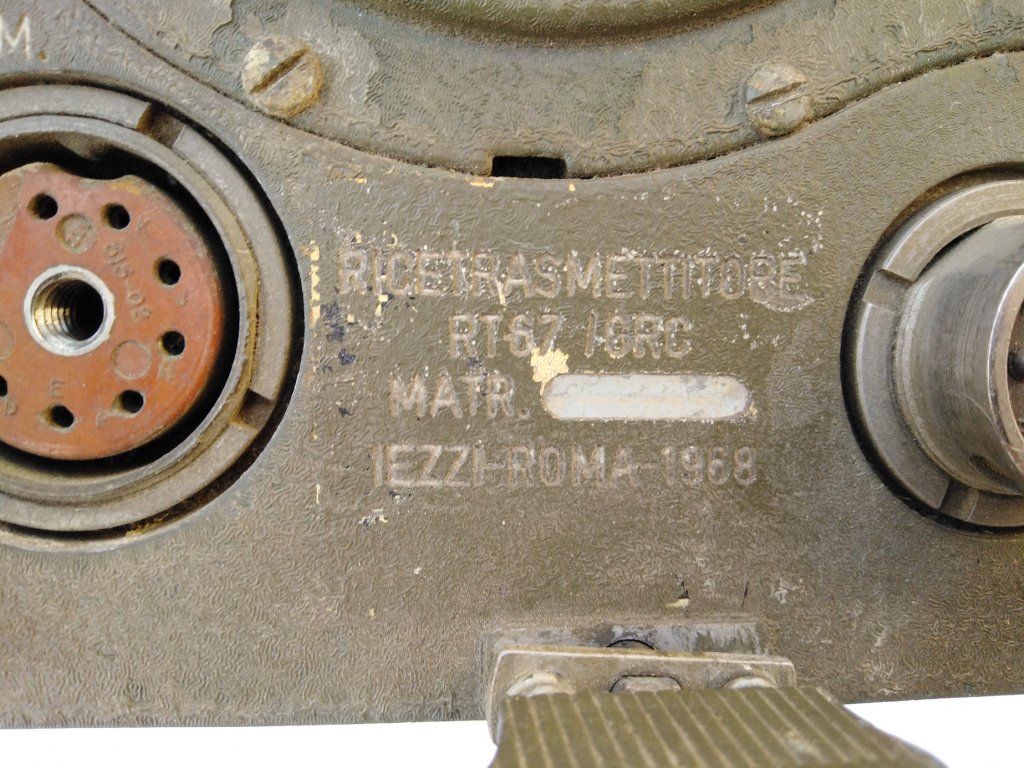 M
RICETRASMETTITORE
RT67 /GRC
MATR.
IEZZI-ROMA-1968